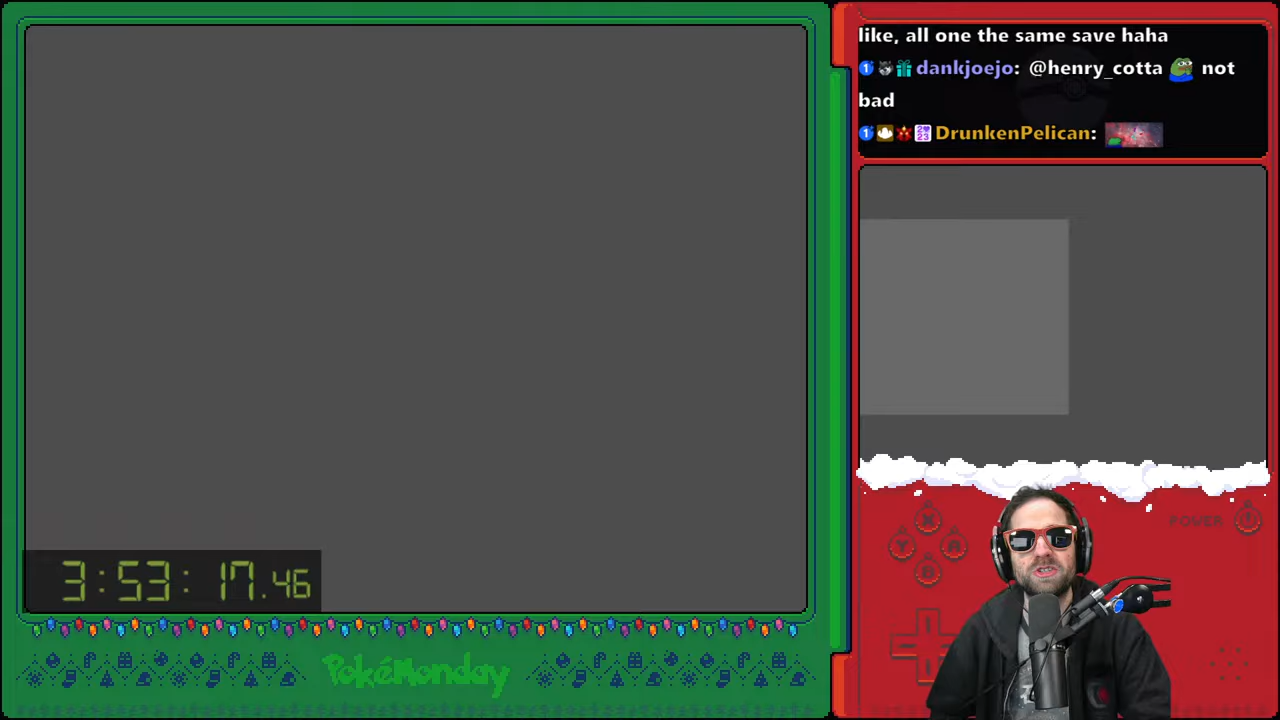 like, all one the same save haha
dankjoejo: @henry_cotta not
bad
DrunkenPelican:
3:53:17.46
POWER
X
Y
A
PokéMonday